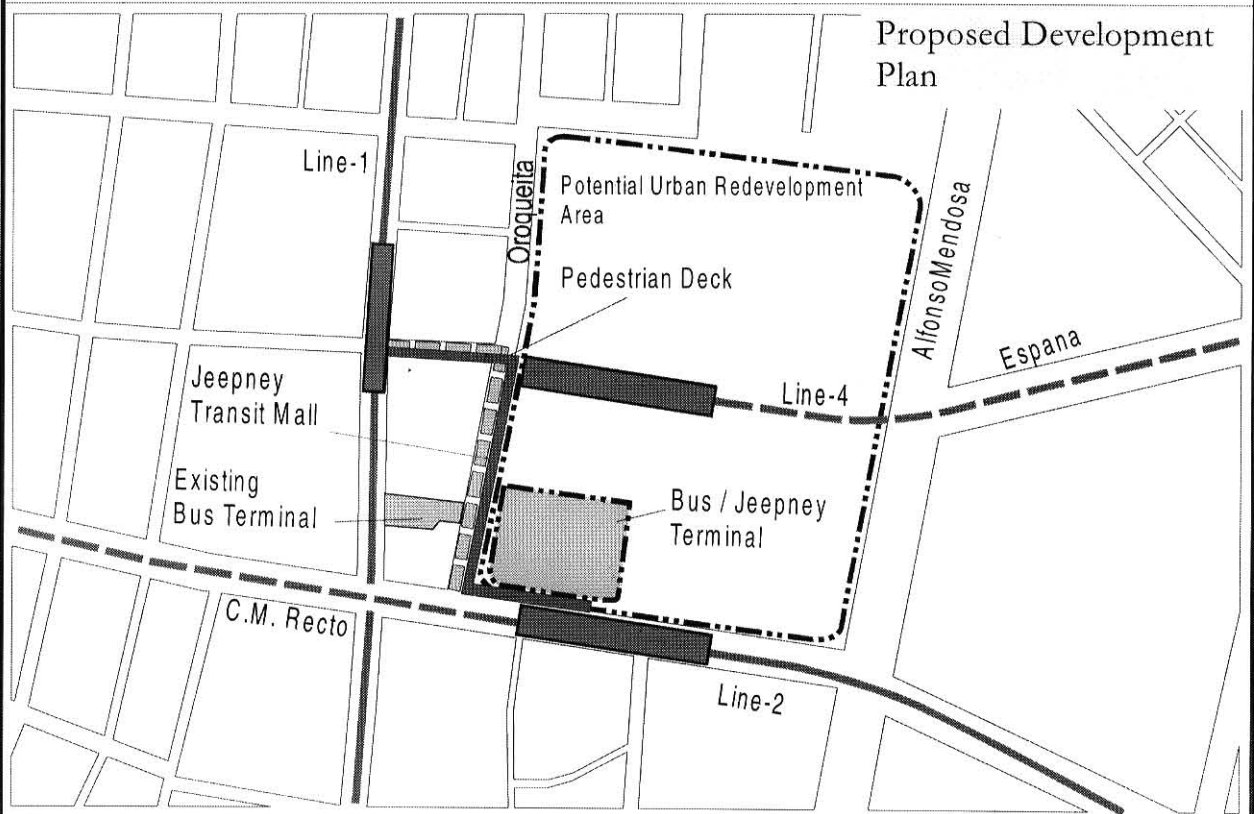 Proposed Development
Plan
Line-1
Oroqueita
Potential Urban Redevelopment
Area
AlfonsoMendosa
Pedestrian Deck
Espana
Jeepney
Transit Mall
Line-4
Existing
Bus Terminal
Bus / Jeepney
Terminal
C.M. Recto
Line-2